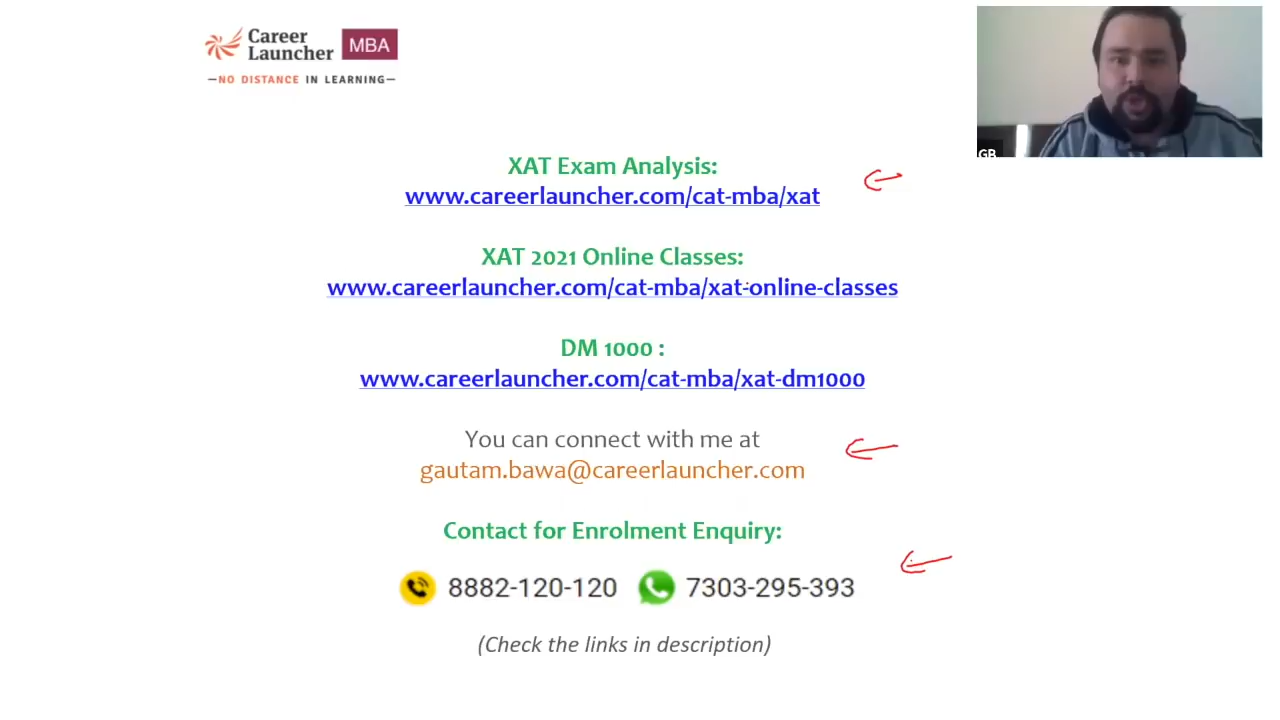 Career
Launcher MBA
—NO DISTANCE IN LEARNING—
GB
XAT Exam Analysis:
www.careerlauncher.com/cat-mba/xat
XAT 2021 Online Classes:
www.careerlauncher.com/cat-mba/xat-online-classes
DM 1000 :
www.careerlauncher.com/cat-mba/xat-dm1000
You can connect with me at
gautam.bawa@careerlauncher.com
Contact for Enrolment Enquiry:
8882-120-120 7303-295-393
(Check the links in description)